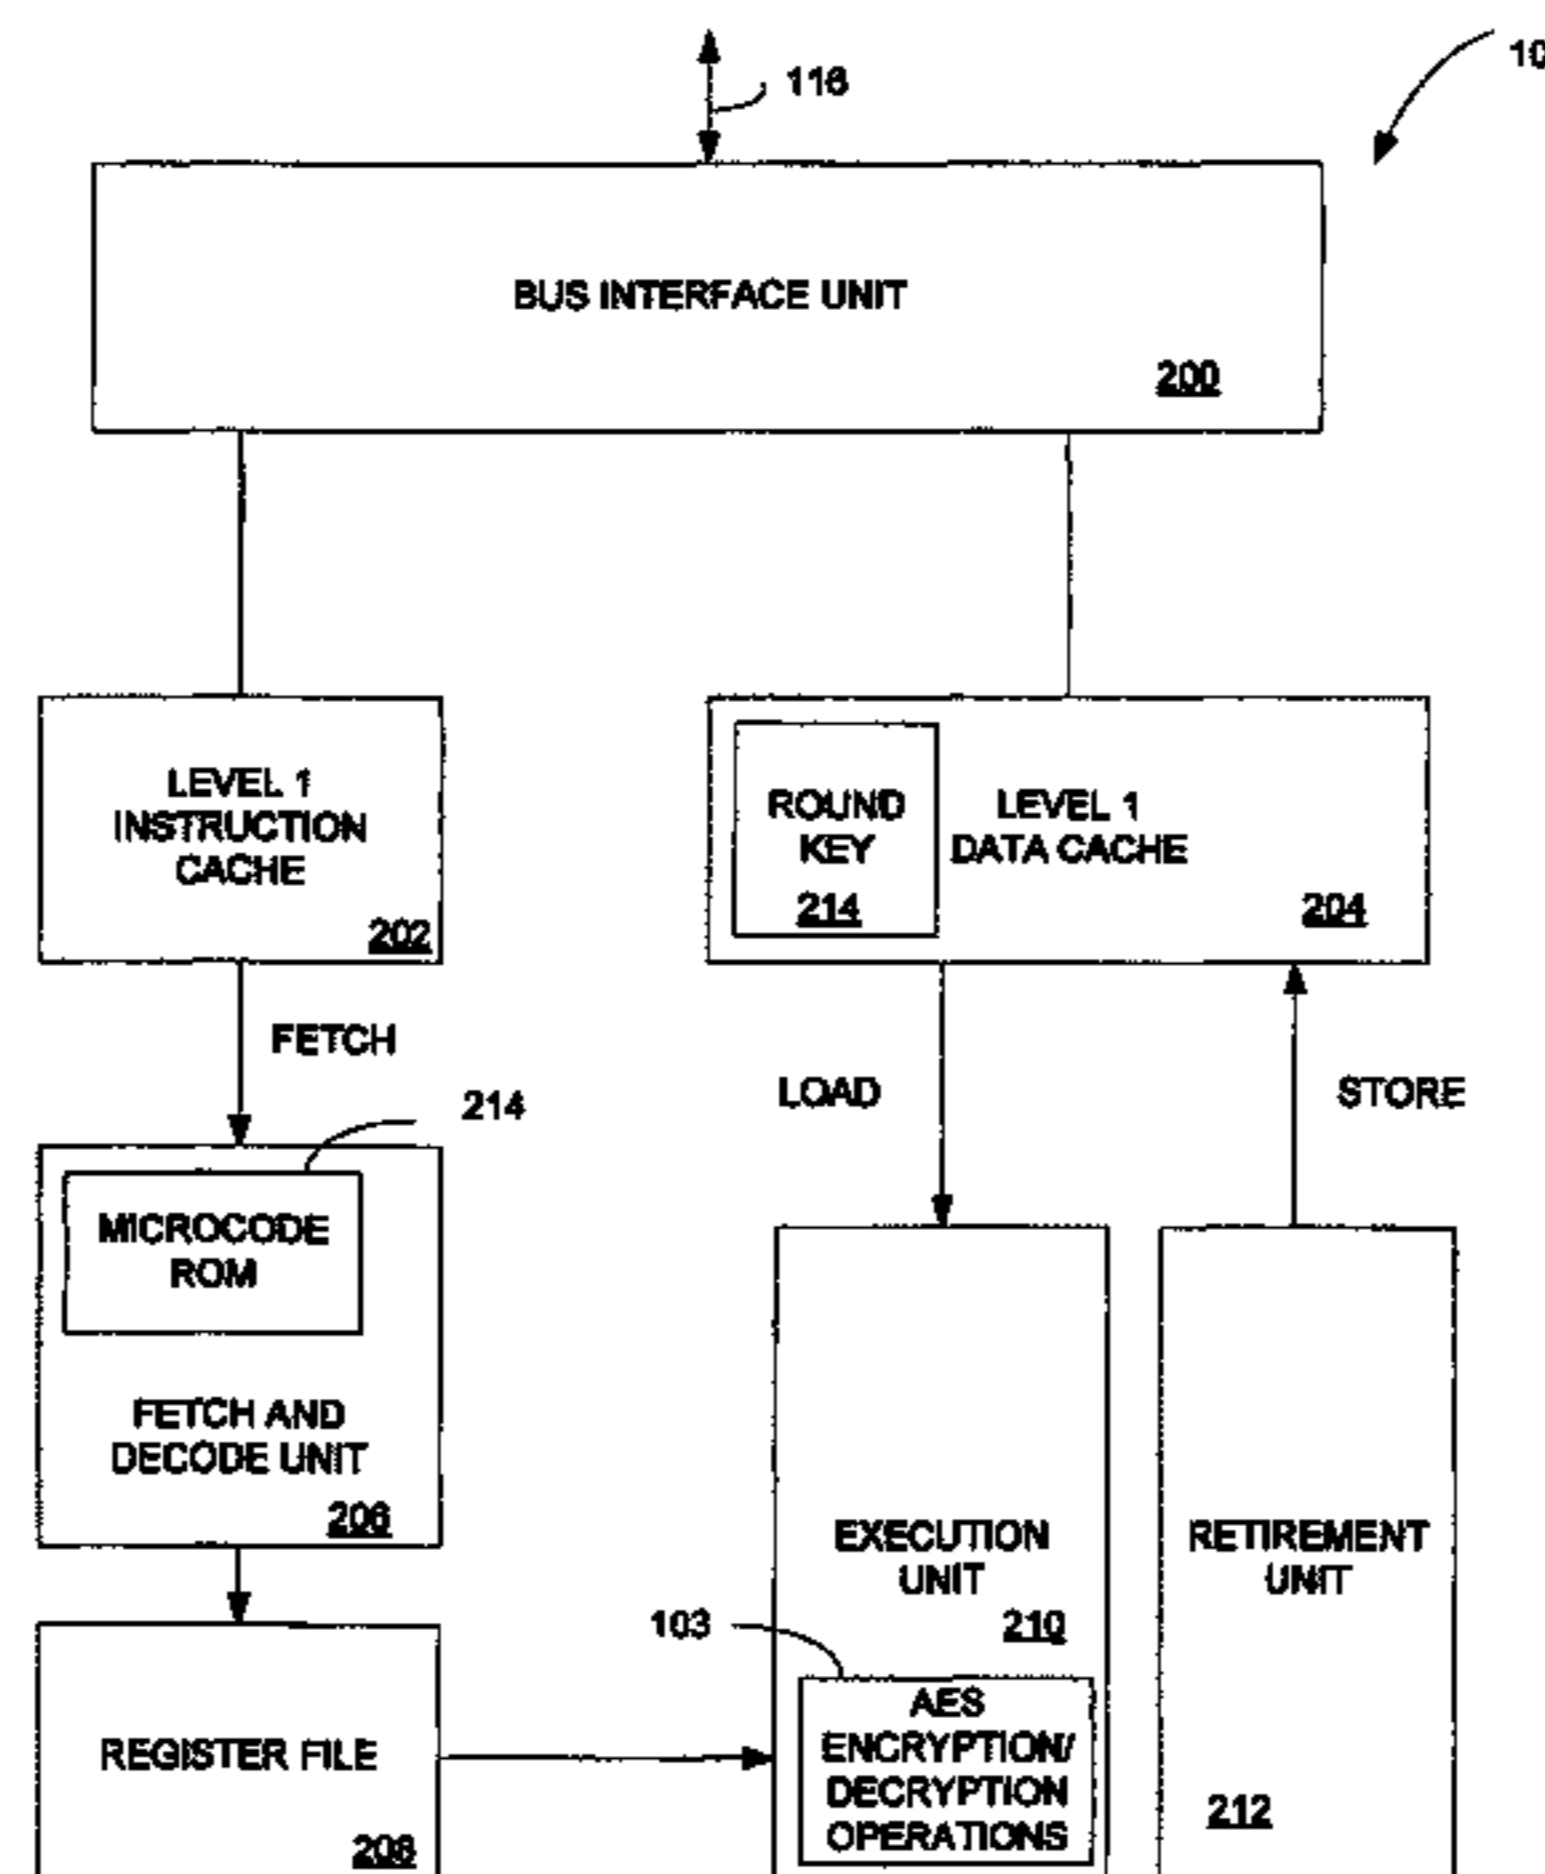 10
116
BUS INTERFACE UNIT
200
LEVEL 1
INSTRUCTION
CACHE
202
ROUND
KEY
214
LEVEL 1
DATA CACHE
204
FETCH
214
LOAD
STORE
MICROCODE
ROM
FETCH AND
DECODE UNIT
206
EXECUTION
UNIT
210
RETIREMENT
UNIT
103
AES
ENCRYPTION/
DECRYPTION
OPERATIONS
REGISTER FILE
208
212